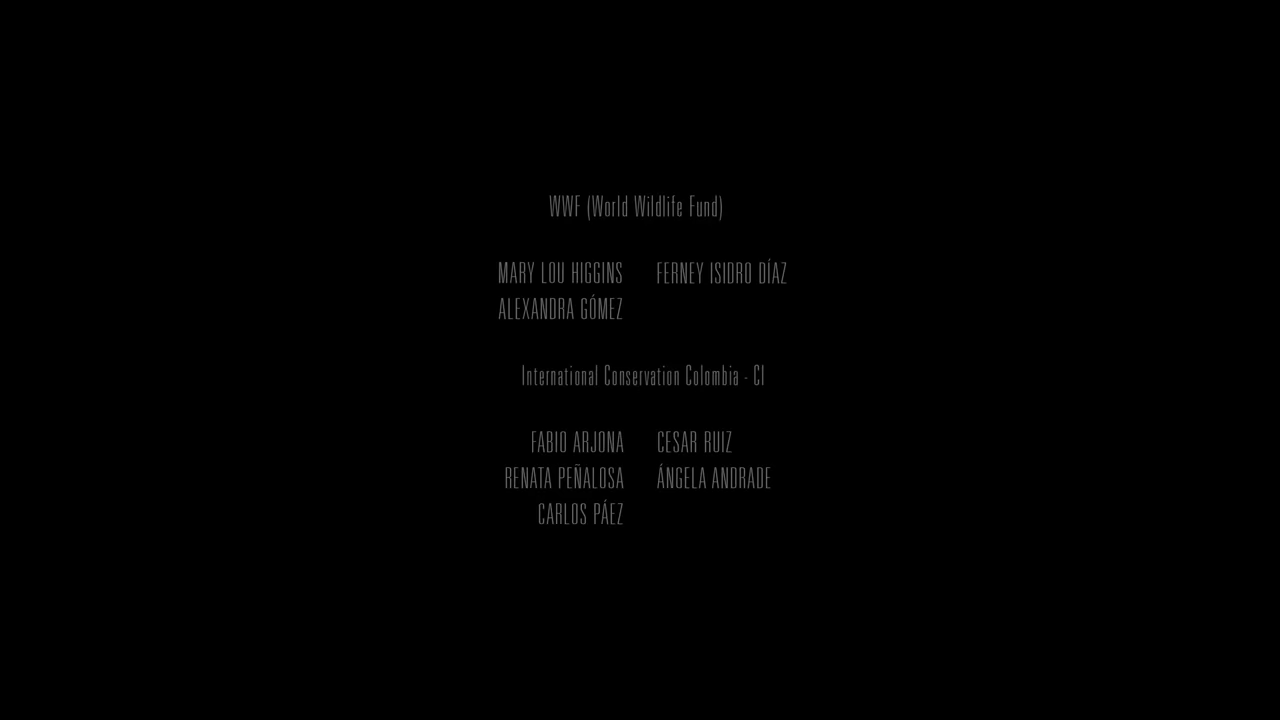 WWF (World Wildlife Fund)
MARY LOU HIGGINS FERNEY ISIDRO DÍAZ
ALEXANDRA GÓMEZ
International Conservation Colombia - CI
FABIO ARJONA CESAR RUIZ
RENATA PEÑALOSA ÁNGELA ANDRADE
CARLOS PÁEZ